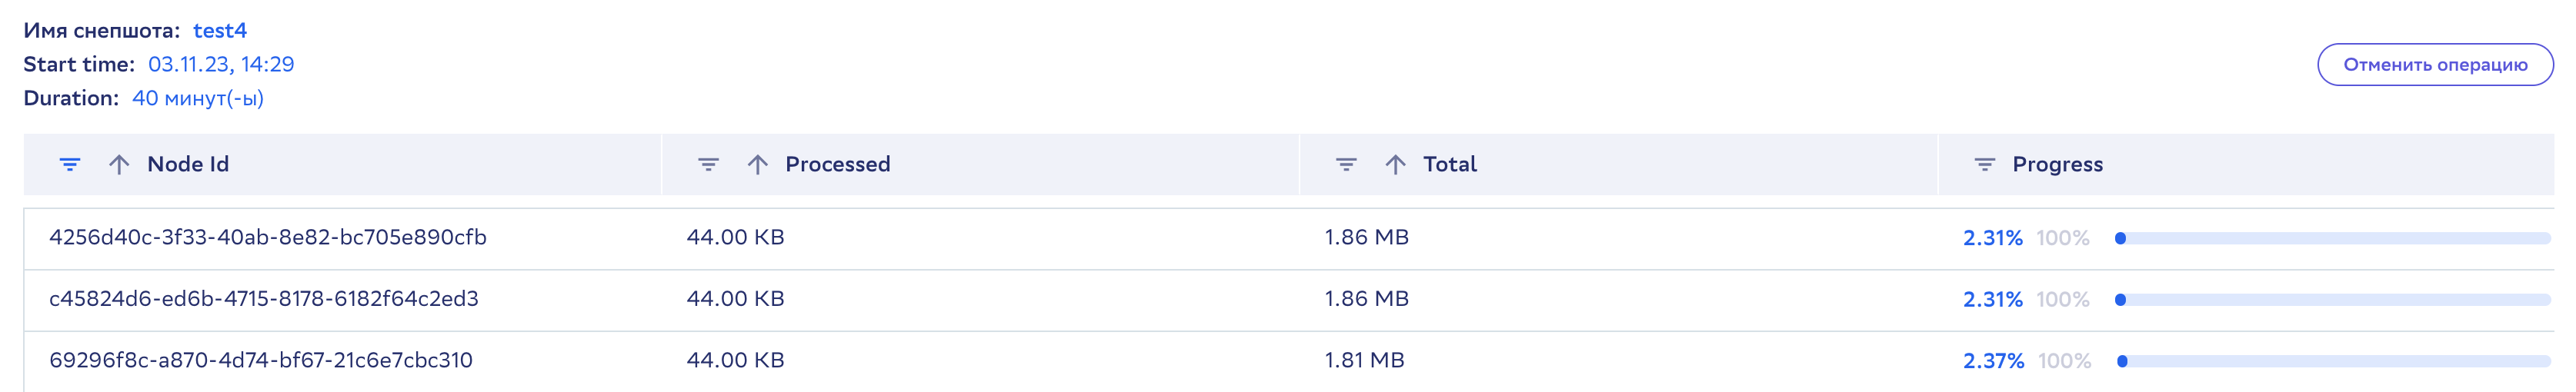 Имя снепшота: test4
Start time: 03.11.23, 14:29
Отменить операцию
Duration: 40 минут(-ы)
Node Id Processed Total Progress
4256d40c-3f33-40ab-8e82-bc705e890cfb 44.00 KB 1.86 MB 2.31% 100%
c45824d6-ed6b-4715-8178-6182f64c2ed3 44.00 KB 1.86 MB 2.31% 100%
69296f8c-a870-4d74-bf67-21c6e7cbc310 44.00 KB 1.81 MB 2.37% 100%